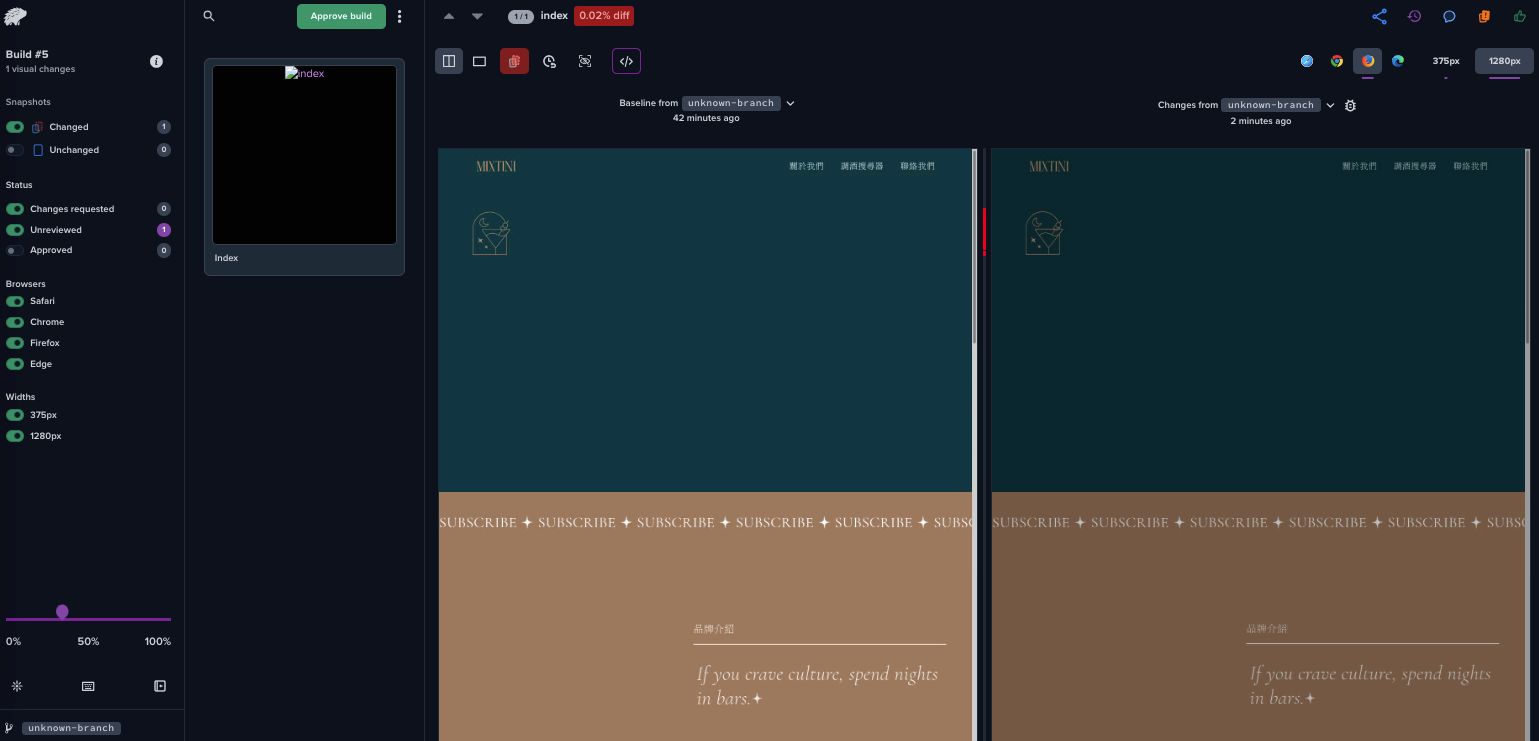 Build #5
1 visual changes
Snapshots
Changed 1
Unchanged 0
Status
Changes requested 0
Unreviewed 1
Approved 0
Browsers
Safari
Chrome
Firefox
Edge
Widths
375px
1280px
0% 50% 100%
unknown-branch
Approve build
index
Index
1 / 1 index 0.02% diff
375px 1280px
Baseline from unknown-branch
42 minutes ago
Changes from unknown-branch
2 minutes ago
MIXTINI 關於我們 調酒搜尋器 聯絡我們
SUBSCRIBE ✦ SUBSCRIBE ✦ SUBSCRIBE ✦ SUBSCRIBE ✦ SUBSCRIBE ✦ SUBSC
品牌介紹
If you crave culture, spend nights
in bars.✦
MIXTINI 關於我們 調酒搜尋器 聯絡我們
SUBSCRIBE ✦ SUBSCRIBE ✦ SUBSCRIBE ✦ SUBSCRIBE ✦ SUBSCRIBE ✦ SUBSC
品牌介紹
If you crave culture, spend nights
in bars.✦